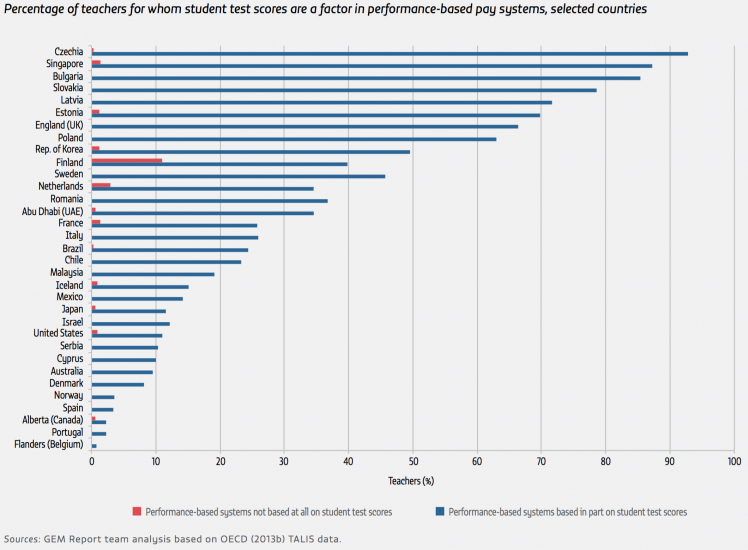 Percentage of teachers for whom student test scores are a factor in performance-based pay systems, selected countries
Czechia
Singapore
Bulgaria
Slovakia
Latvia
Estonia
England (UK)
Poland
Rep. of Korea
Finland
Sweden
Netherlands
Romania
Abu Dhabi (UAE)
France
Italy
Brazil
Chile
Malaysia
Iceland
Mexico
Japan
Israel
United States
Serbia
Cyprus
Australia
Denmark
Norway
Spain
Alberta (Canada)
Portugal
Flanders (Belgium)
0 10 20 30 40 50 60 70 80 90 100
Teachers (%)
Performance-based systems not based at all on student test scores Performance-based systems based in part on student test scores
Sources: GEM Report team analysis based on OECD (2013b) TALIS data.